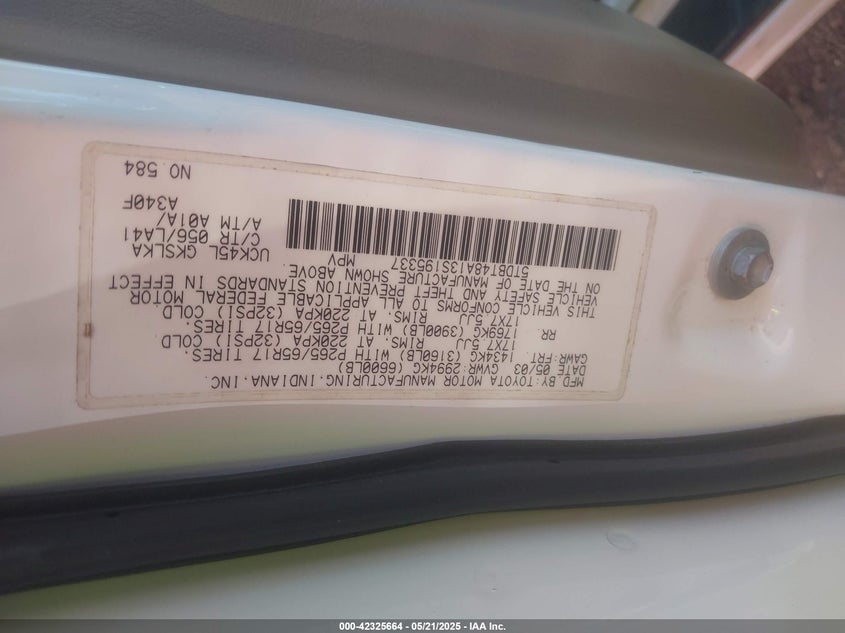 MFD.BY:TOYOTA MOTOR MANUFACTURING.INDIANA.INC
DATE 05/03 GVWR:2994KG (6600LB)
GAWR:FRT 1434KG (3160LB) WITH P265/65R17 TIRES.
17X7.5JJ RIMS. AT 220KPA (32PSI) COLD
RR 1769KG (3900LB) WITH P265/65R17 TIRES.
17X7.5JJ RIMS. AT 220KPA (32PSI) COLD
THIS VEHICLE CONFORMS TO ALL APPLICABLE FEDERAL MOTOR
VEHICLE SAFETY AND THEFT PREVENTION STANDARDS IN EFFECT
ON THE DATE OF MANUFACTURE SHOWN ABOVE.
5TDBT48A13S195337
MPV
UCK45L GKSLKA
C/TR 056/LA41
A/TM A01A/
A340F
NO.584
000-42325664 - 05/21/2025 - IAA Inc.